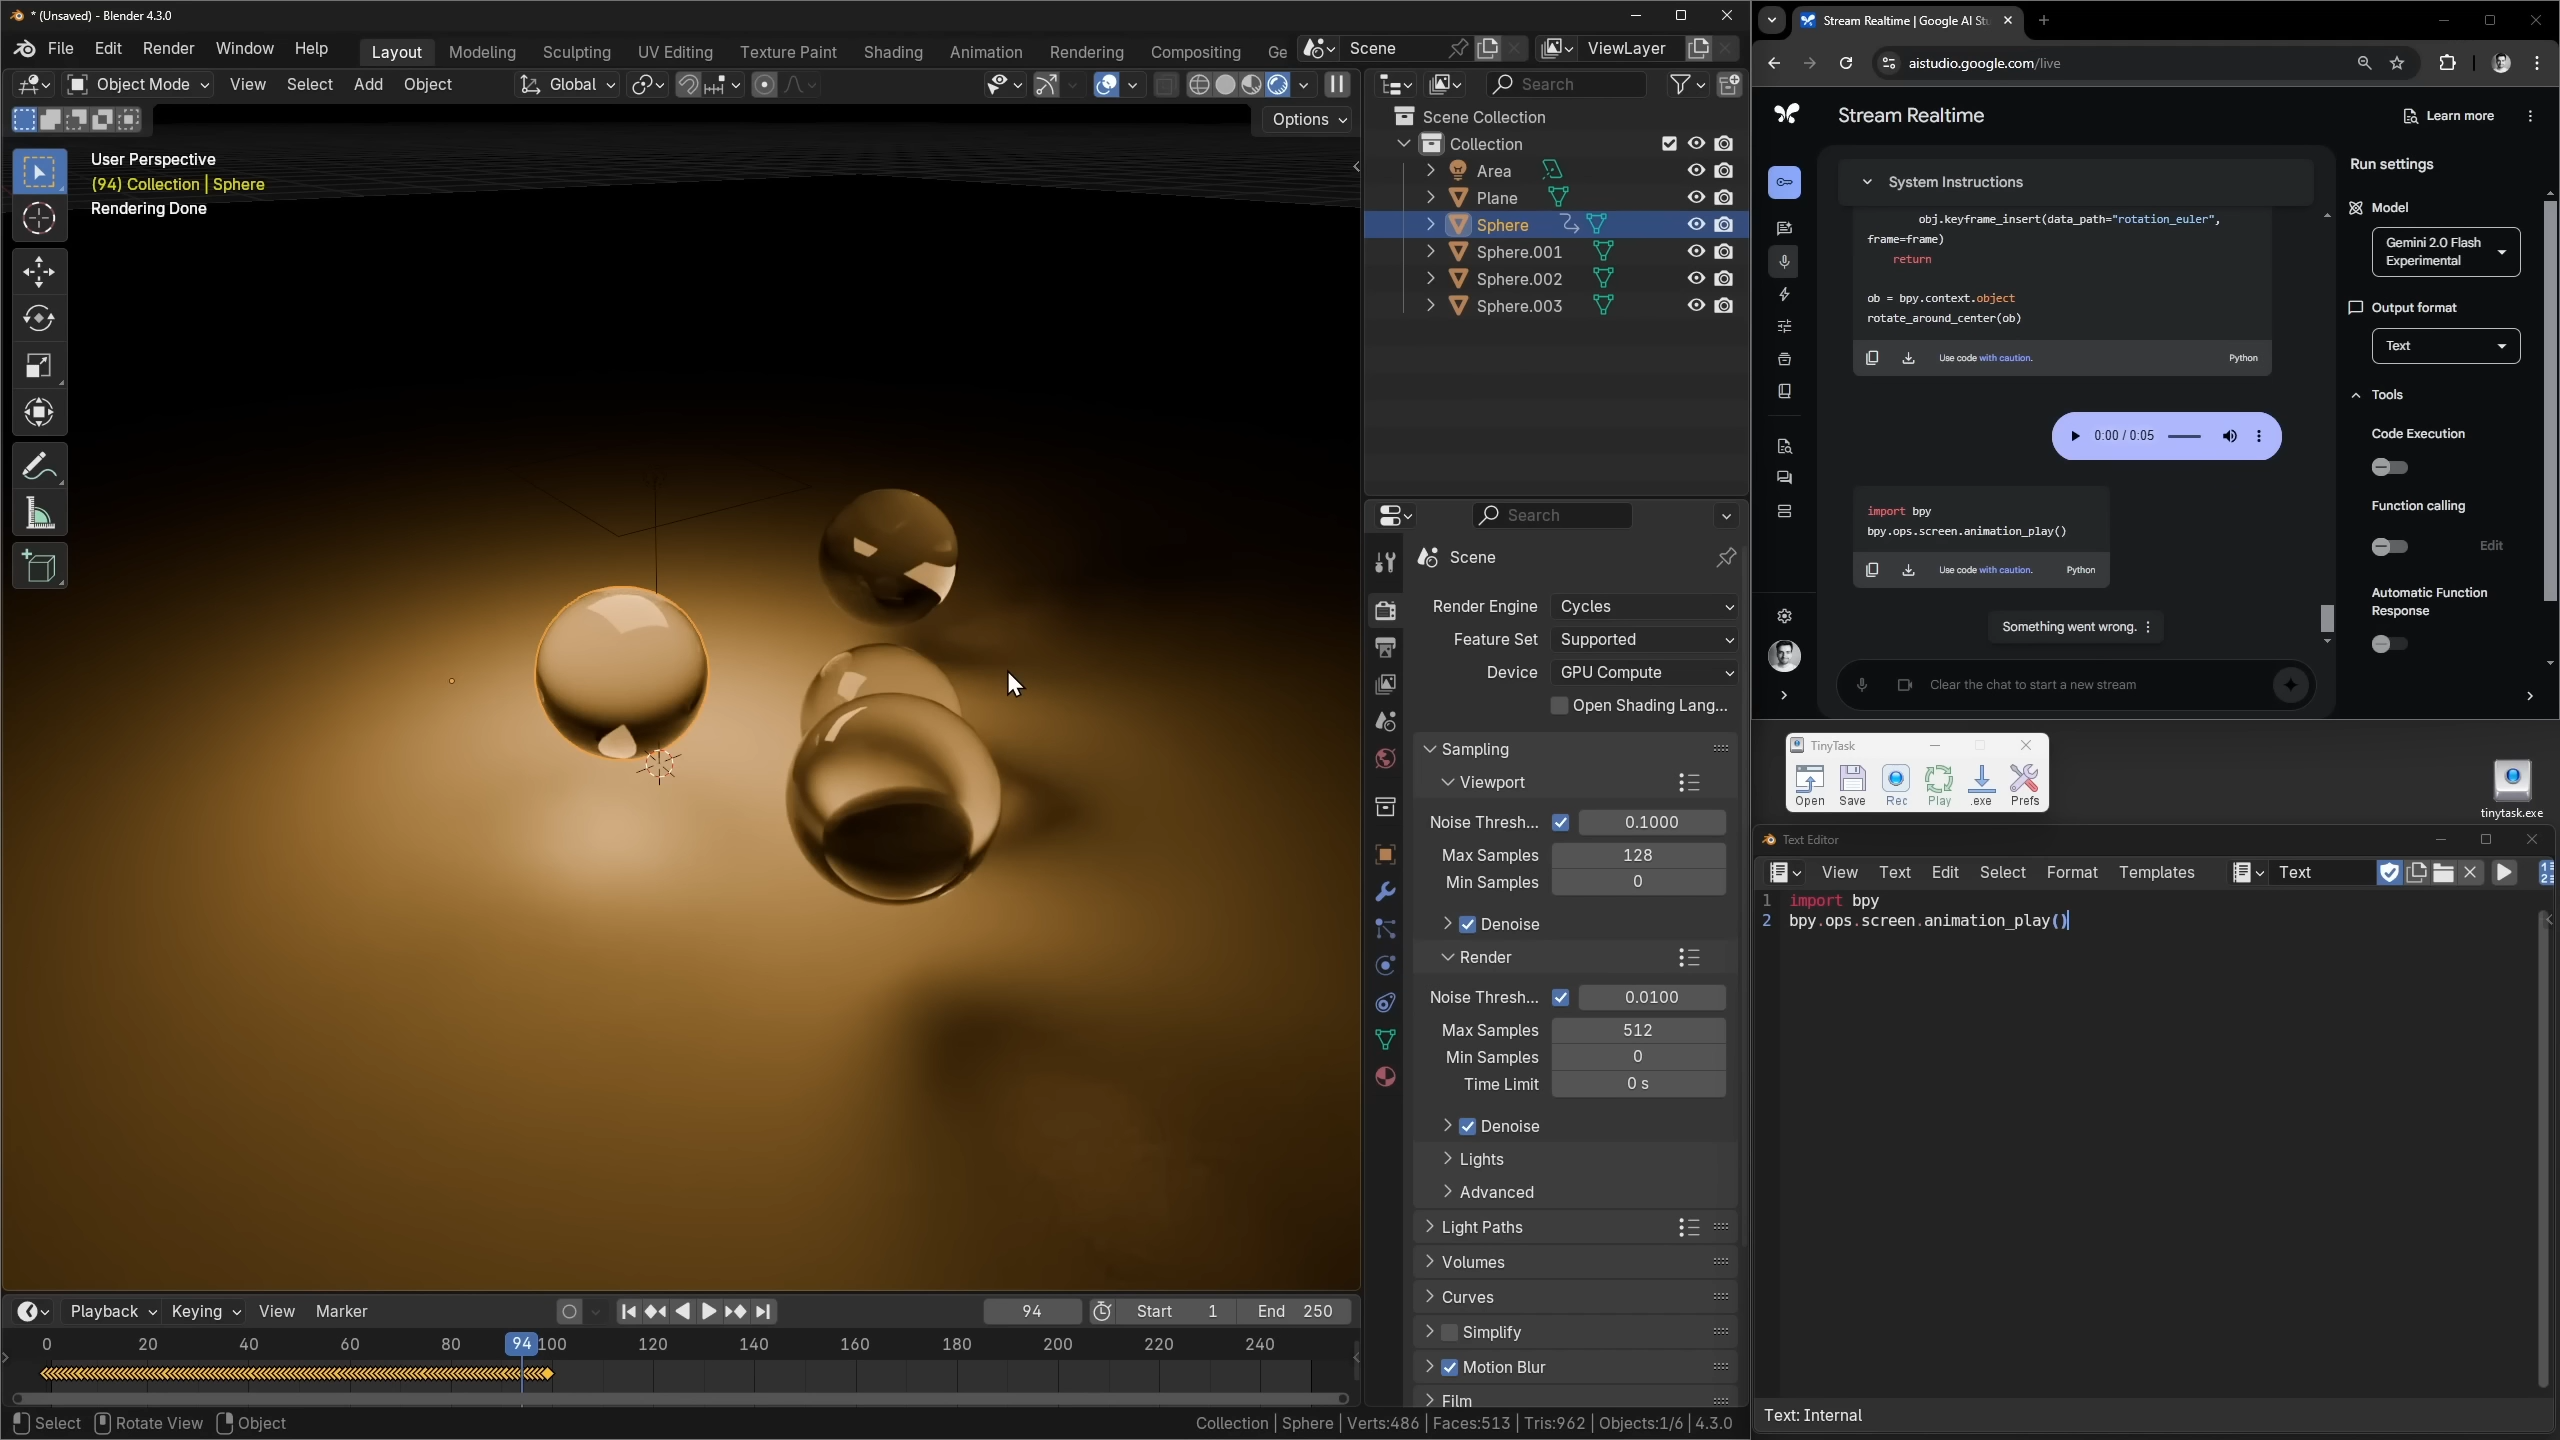 * (Unsaved) - Blender 4.3.0
File Edit Render Window Help
Layout Modeling Sculpting UV Editing Texture Paint Shading Animation Rendering Compositing Ge
Scene
ViewLayer
Object Mode View Select Add Object
Global
Search
Options
User Perspective
(94) Collection | Sphere
Rendering Done
Scene Collection
Collection
Area
Plane
Sphere
Sphere.001
Sphere.002
Sphere.003
Search
Scene
Render Engine Cycles
Feature Set Supported
Device GPU Compute
Open Shading Lang...
Sampling
Viewport
Noise Thresh... 0.1000
Max Samples 128
Min Samples 0
Denoise
Render
Noise Thresh... 0.0100
Max Samples 512
Min Samples 0
Time Limit 0 s
Denoise
Lights
Advanced
Light Paths
Volumes
Curves
Simplify
Motion Blur
Film
Playback Keying View Marker
94 Start 1 End 250
0 20 40 60 80 94 100 120 140 160 180 200 220 240
Select Rotate View Object
Collection | Sphere | Verts:486 | Faces:513 | Tris:962 | Objects:1/6 | 4.3.0
Stream Realtime | Google AI Stu
aistudio.google.com/live
Stream Realtime
Learn more
System Instructions
obj.keyframe_insert(data_path="rotation_euler",
frame=frame)
return
ob = bpy.context.object
rotate_around_center(ob)
Use code with caution. Python
0:00 / 0:05
import bpy
bpy.ops.screen.animation_play()
Use code with caution. Python
Something went wrong.
Clear the chat to start a new stream
Run settings
Model
Gemini 2.0 Flash
Experimental
Output format
Text
Tools
Code Execution
Function calling
Edit
Automatic Function
Response
TinyTask
Open Save Rec Play .exe Prefs
tinytask.exe
Text Editor
View Text Edit Select Format Templates
Text
1 import bpy
2 bpy.ops.screen.animation_play()
Text: Internal